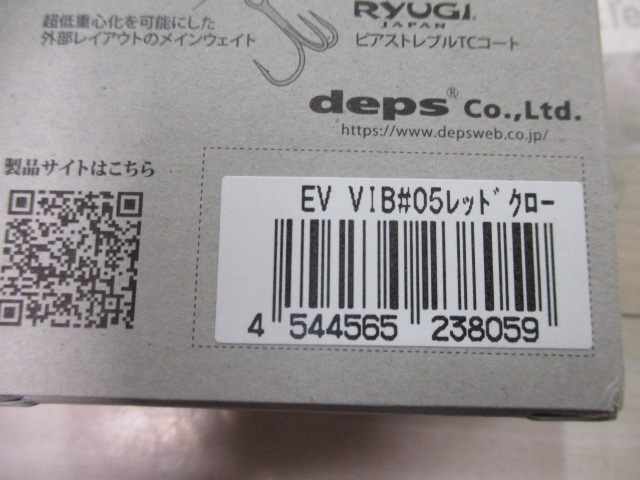 超低重心化を可能にした
外部レイアウトのメインウェイト
RYUGI
JAPAN
ピアストレブルTCコート
deps® Co.,Ltd.
https://www.depsweb.co.jp/
製品サイトはこちら
EV VIB#05レッドクロー
4 544565 238059